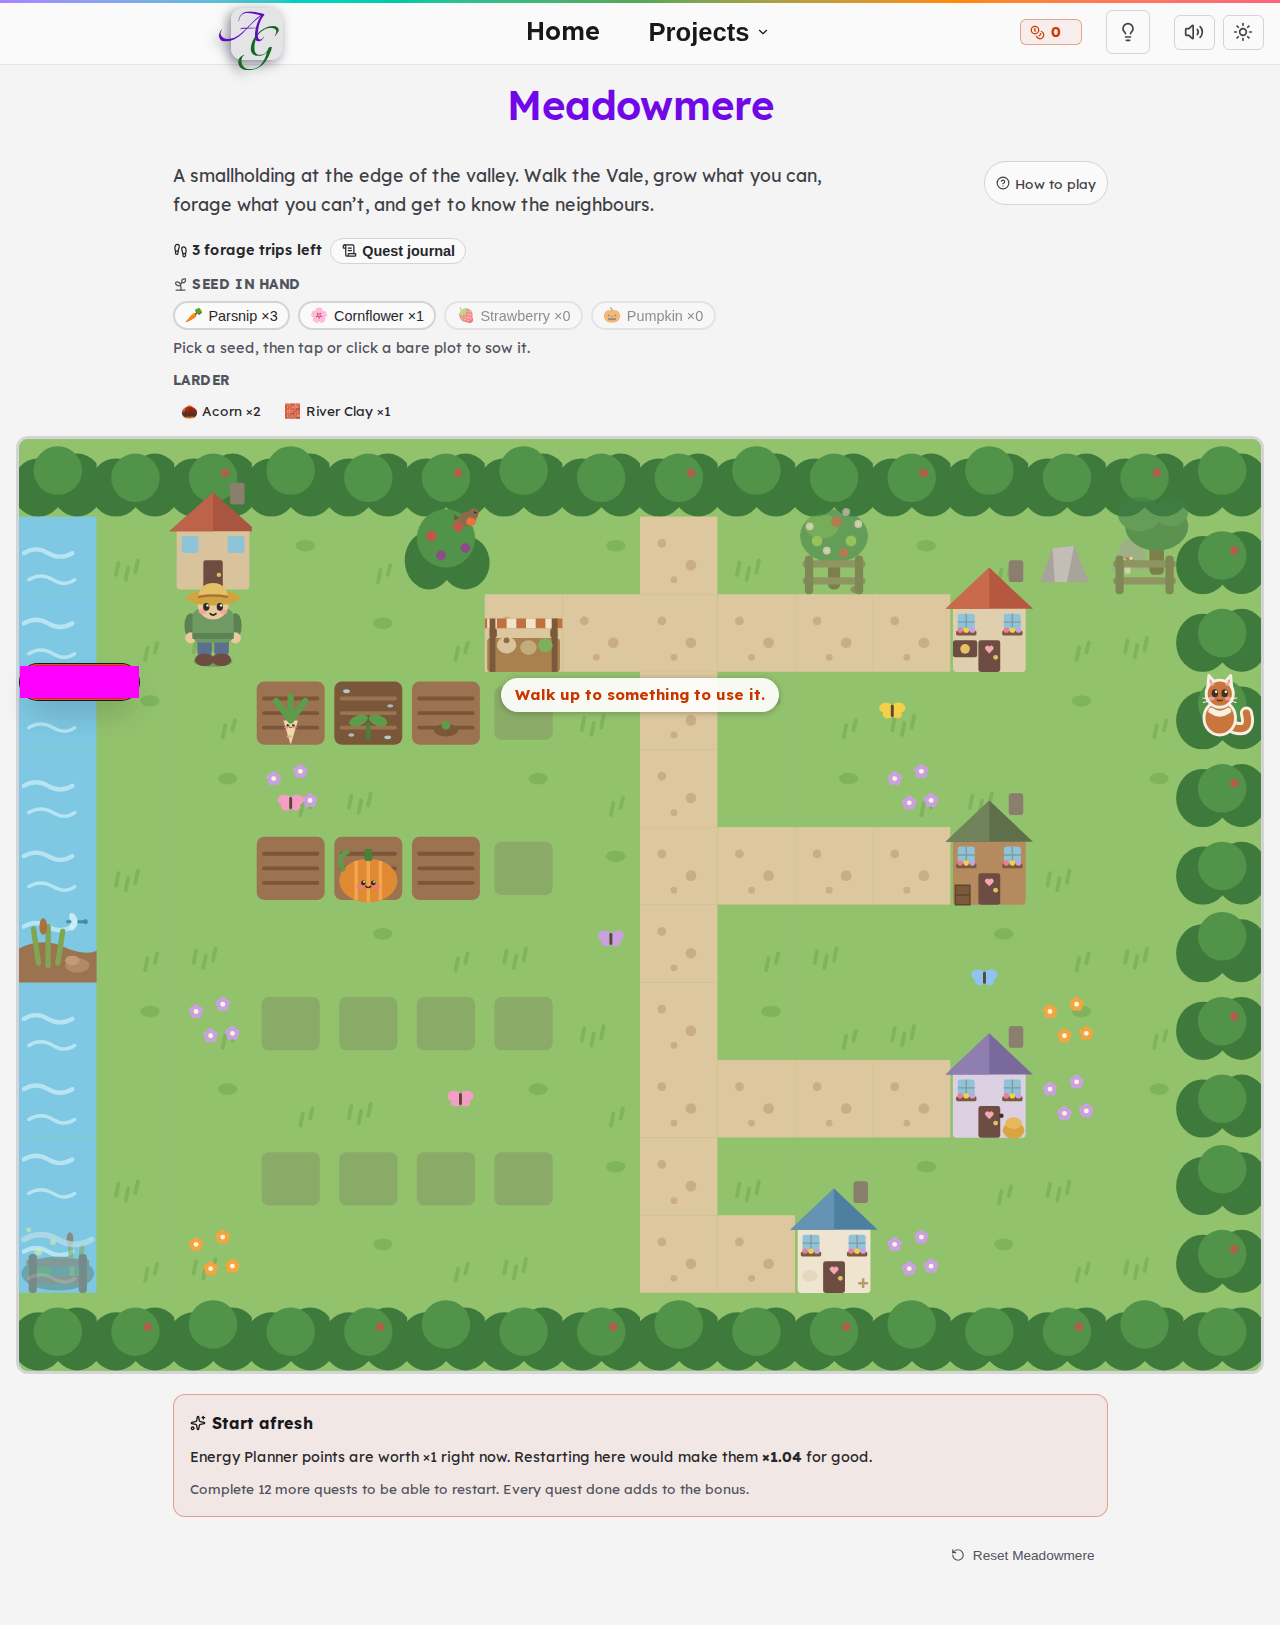 AG
Home
Projects
0
Meadowmere
A smallholding at the edge of the valley. Walk the Vale, grow what you can,
forage what you can’t, and get to know the neighbours.
How to play
3 forage trips left
Quest journal
SEED IN HAND
Parsnip ×3
Cornflower ×1
Strawberry ×0
Pumpkin ×0
Pick a seed, then tap or click a bare plot to sow it.
LARDER
Acorn ×2
River Clay ×1
Walk up to something to use it.
Start afresh
Energy Planner points are worth ×1 right now. Restarting here would make them ×1.04 for good.
Complete 12 more quests to be able to restart. Every quest done adds to the bonus.
Reset Meadowmere